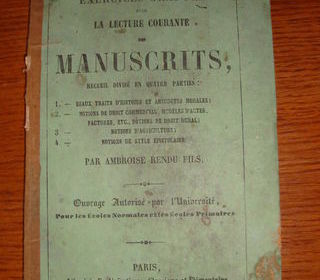 LA LECTURE COURANTE
DES
MANUSCRITS,
RECUEIL DIVISÉ EN QUATRE PARTIES:
1. — BEAUX TRAITS D'HISTOIRE ET ANECDOTES MORALES;
2. — NOTIONS DE DROIT COMMERCIAL, MODÈLES D'ACTES,
FACTURES, ETC., NOTIONS DE DROIT RURAL;
3 — NOTIONS D'AGRICULTURE;
4 — NOTIONS DE STYLE ÉPISTOLAIRE.
PAR AMBROISE RENDU FILS.
Ouvrage Autorisé par l'Université,
Pour les Écoles Normales et les Écoles Primaires
PARIS,